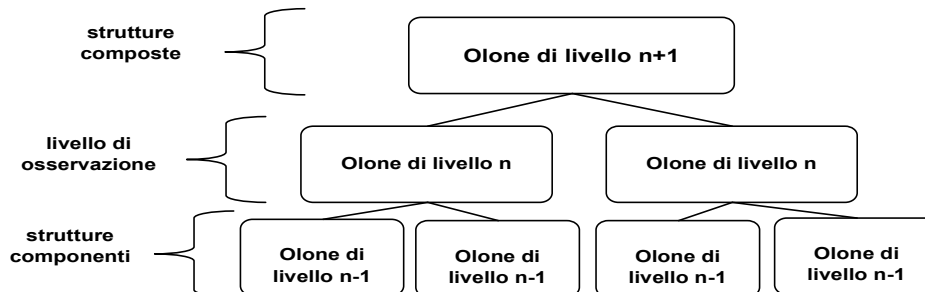 strutture
composte
Olone di livello n+1
livello di
osservazione
Olone di livello n
Olone di livello n
strutture
componenti
Olone di
livello n-1
Olone di
livello n-1
Olone di
livello n-1
Olone di
livello n-1